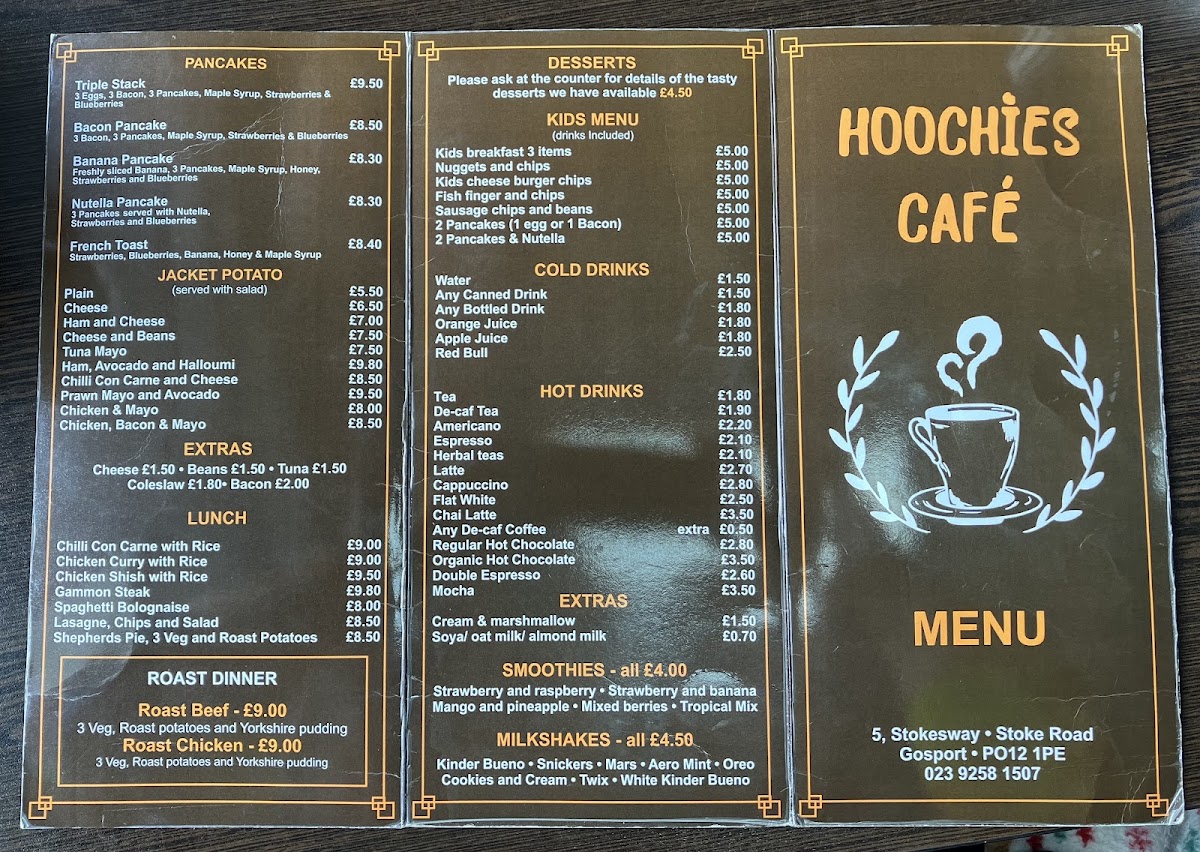 PANCAKES
Triple Stack £9.50
3 Eggs, 3 Bacon, 3 Pancakes, Maple Syrup, Strawberries &
Blueberries
Bacon Pancake £8.50
3 Bacon, 3 Pancakes, Maple Syrup, Strawberries & Blueberries
Banana Pancake £8.30
Freshly sliced Banana, 3 Pancakes, Maple Syrup, Honey,
Strawberries and Blueberries
Nutella Pancake £8.30
3 Pancakes served with Nutella,
Strawberries and Blueberries
French Toast £8.40
Strawberries, Blueberries, Banana, Honey & Maple Syrup
JACKET POTATO
(served with salad)
Plain £5.50
Cheese £6.50
Ham and Cheese £7.00
Cheese and Beans £7.50
Tuna Mayo £7.50
Ham, Avocado and Halloumi £9.80
Chilli Con Carne and Cheese £8.50
Prawn Mayo and Avocado £9.50
Chicken & Mayo £8.00
Chicken, Bacon & Mayo £8.50
EXTRAS
Cheese £1.50 • Beans £1.50 • Tuna £1.50
Coleslaw £1.80• Bacon £2.00
LUNCH
Chilli Con Carne with Rice £9.00
Chicken Curry with Rice £9.00
Chicken Shish with Rice £9.50
Gammon Steak £9.80
Spaghetti Bolognaise £8.00
Lasagne, Chips and Salad £8.50
Shepherds Pie, 3 Veg and Roast Potatoes £8.50
ROAST DINNER
Roast Beef - £9.00
3 Veg, Roast potatoes and Yorkshire pudding
Roast Chicken - £9.00
3 Veg, Roast potatoes and Yorkshire pudding
DESSERTS
Please ask at the counter for details of the tasty
desserts we have available £4.50
KIDS MENU
(drinks Included)
Kids breakfast 3 items £5.00
Nuggets and chips £5.00
Kids cheese burger chips £5.00
Fish finger and chips £5.00
Sausage chips and beans £5.00
2 Pancakes (1 egg or 1 Bacon) £5.00
2 Pancakes & Nutella £5.00
COLD DRINKS
Water £1.50
Any Canned Drink £1.50
Any Bottled Drink £1.80
Orange Juice £1.80
Apple Juice £1.80
Red Bull £2.50
HOT DRINKS
Tea £1.80
De-caf Tea £1.90
Americano £2.20
Espresso £2.10
Herbal teas £2.10
Latte £2.70
Cappuccino £2.80
Flat White £2.50
Chai Latte £3.50
Any De-caf Coffee extra £0.50
Regular Hot Chocolate £2.80
Organic Hot Chocolate £3.50
Double Espresso £2.60
Mocha £3.50
EXTRAS
Cream & marshmallow £1.50
Soya/ oat milk/ almond milk £0.70
SMOOTHIES - all £4.00
Strawberry and raspberry • Strawberry and banana
Mango and pineapple • Mixed berries • Tropical Mix
MILKSHAKES - all £4.50
Kinder Bueno • Snickers • Mars • Aero Mint • Oreo
Cookies and Cream • Twix • White Kinder Bueno
HOOCHIES
CAFÉ
MENU
5, Stokesway • Stoke Road
Gosport • PO12 1PE
023 9258 1507